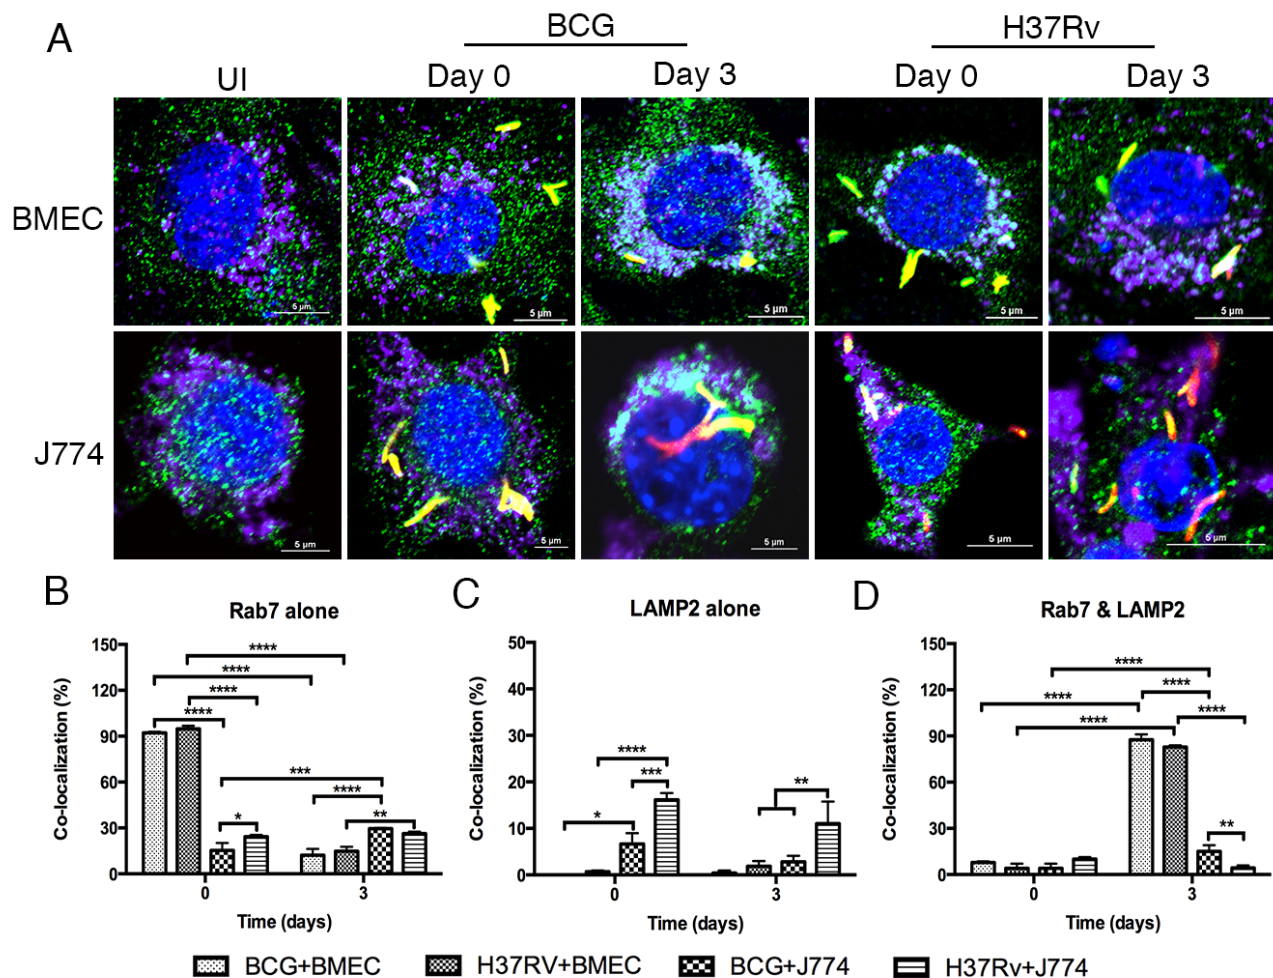 A
BCG
H37Rv
UI
Day 0
Day 3
Day 0
Day 3
BMEC
5 µm
5 µm
5 µm
5 µm
5 µm
J774
5 µm
5 µm
5 µm
5 µm
5 µm
B
Rab7 alone
Co-localization (%)
150
120
90
60
30
0
****
****
****
****
***
****
*
**
0
3
Time (days)
C
LAMP2 alone
Co-localization (%)
50
40
30
20
10
0
****
***
*
**
0
3
Time (days)
D
Rab7 & LAMP2
Co-localization (%)
150
120
90
60
30
0
****
****
****
****
****
**
0
3
Time (days)
BCG+BMEC
H37RV+BMEC
BCG+J774
H37Rv+J774